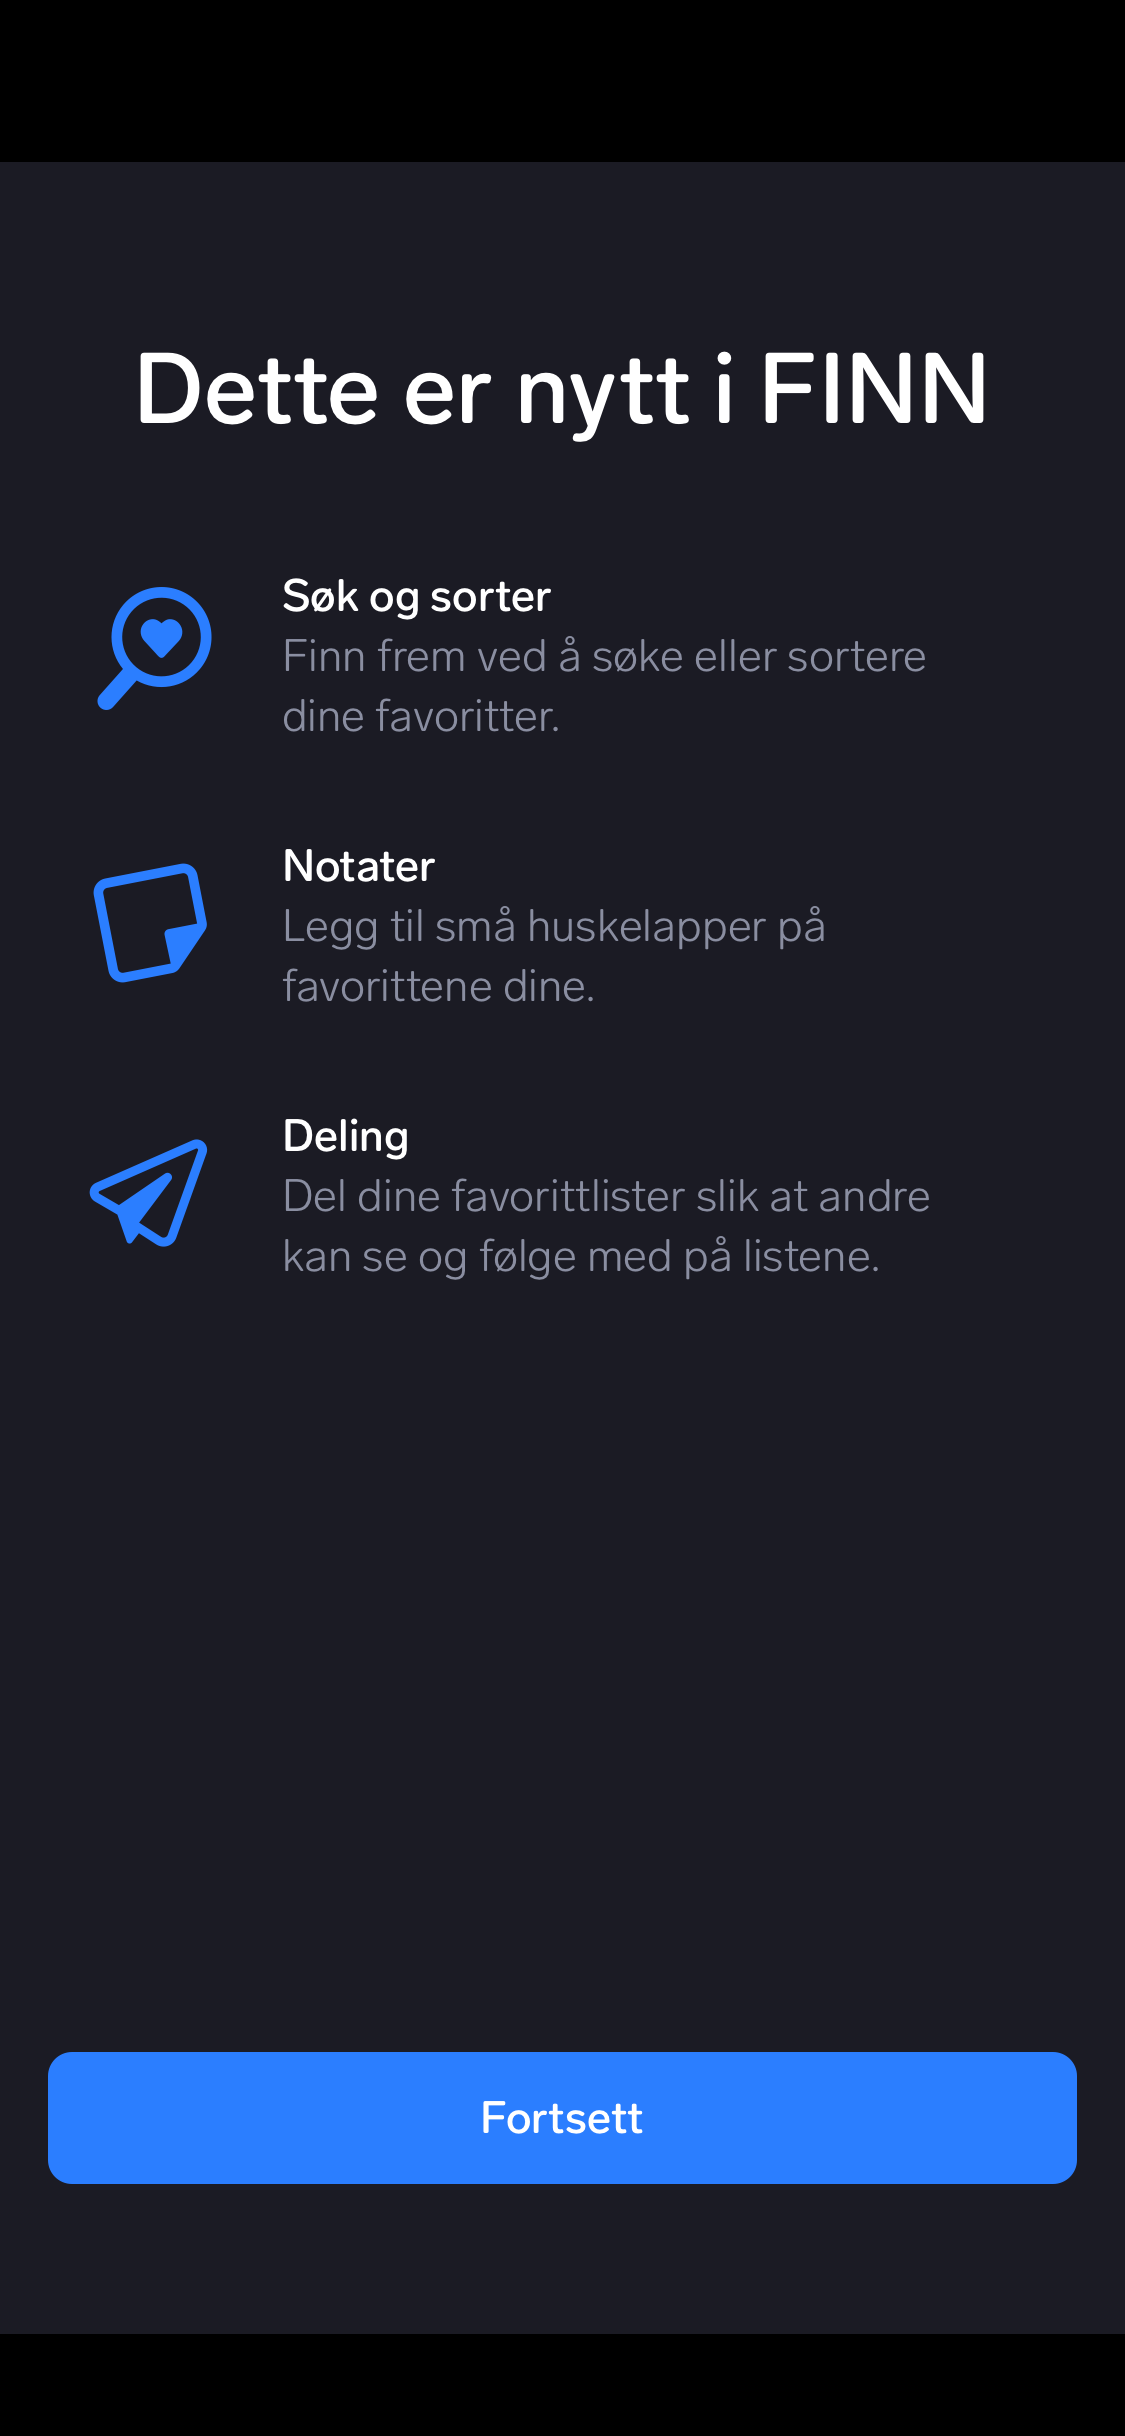 Dette er nytt i FINN
Søk og sorter
Finn frem ved å søke eller sortere
dine favoritter.
Notater
Legg til små huskelapper på
favorittene dine.
Deling
Del dine favorittlister slik at andre
kan se og følge med på listene.
Fortsett